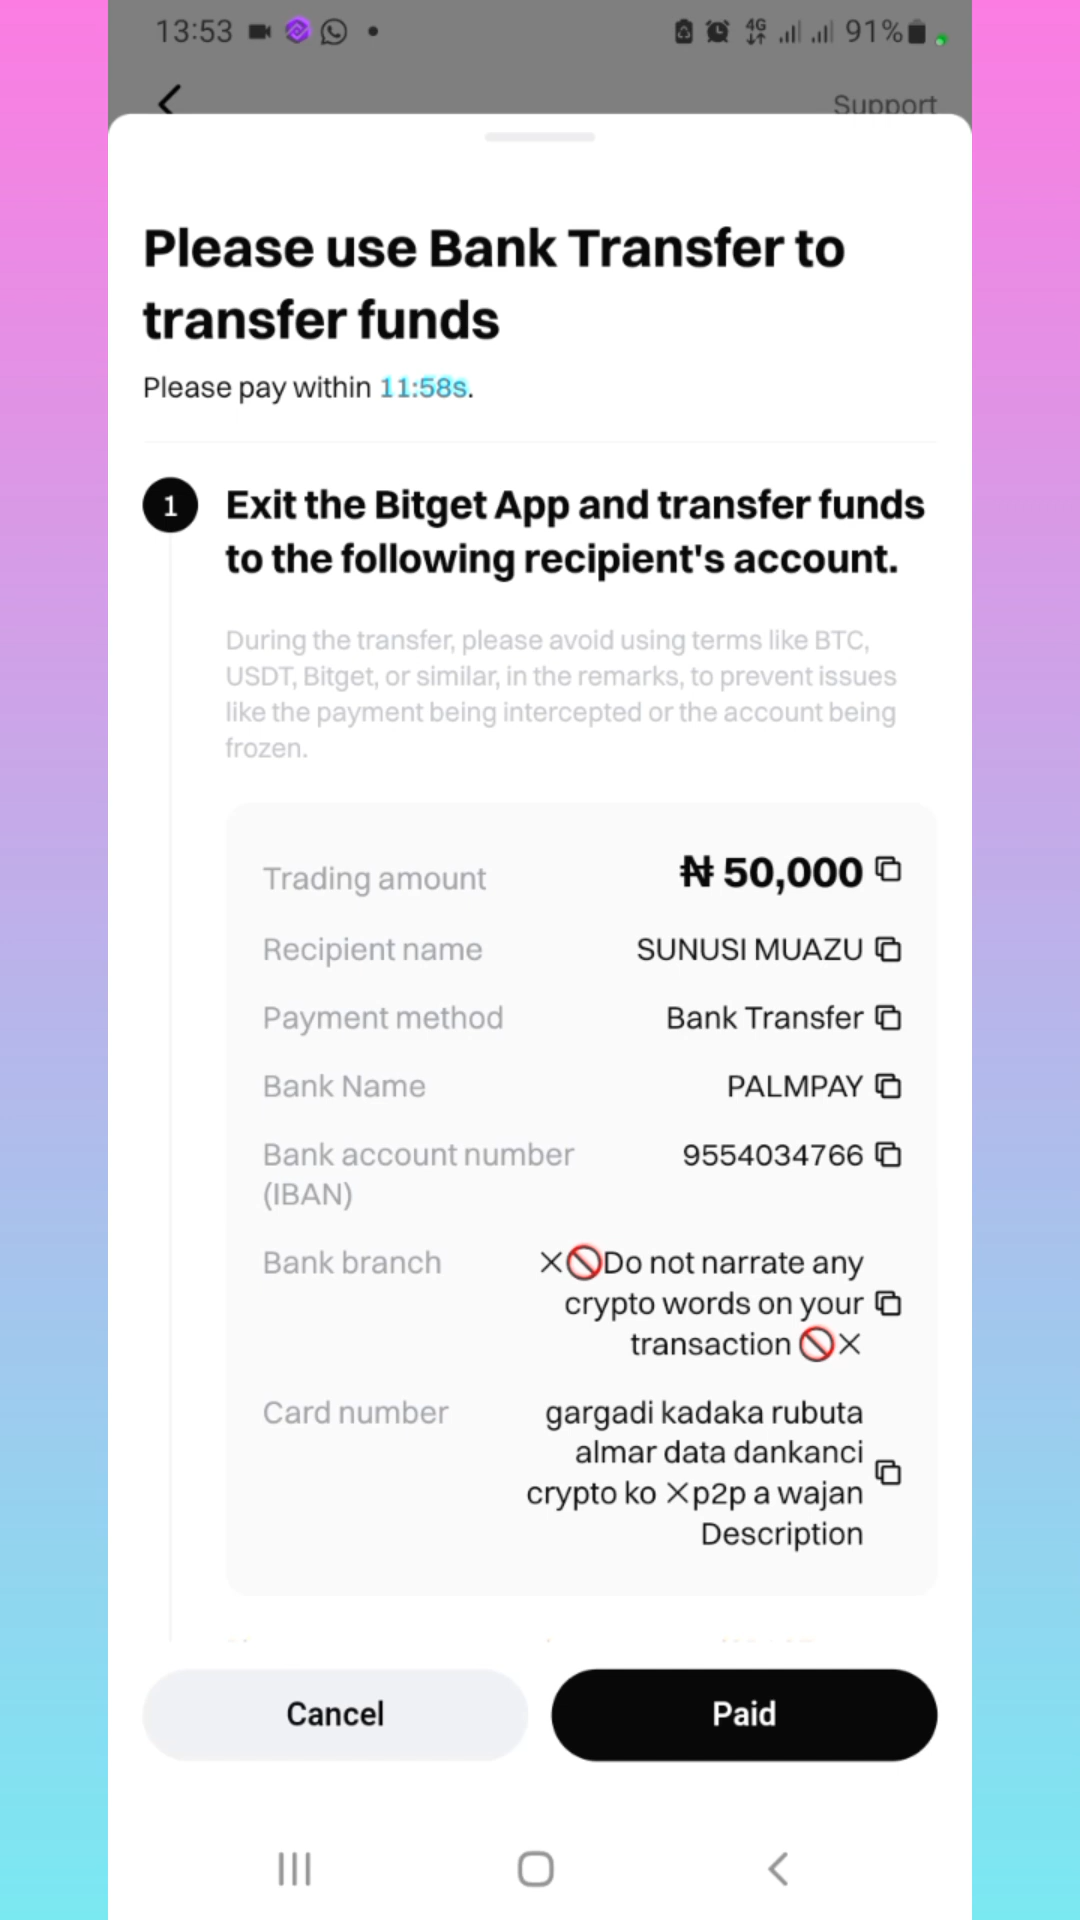 13:53
4G
91%
Support
Please use Bank Transfer to
transfer funds
Please pay within 11:58s.
1
Exit the Bitget App and transfer funds
to the following recipient's account.
During the transfer, please avoid using terms like BTC,
USDT, Bitget, or similar, in the remarks, to prevent issues
like the payment being intercepted or the account being
frozen.
Trading amount ₦ 50,000
Recipient name SUNUSI MUAZU
Payment method Bank Transfer
Bank Name PALMPAY
Bank account number 9554034766
(IBAN)
Bank branch ×🚫Do not narrate any
crypto words on your
transaction 🚫×
Card number gargadi kadaka rubuta
almar data dankanci
crypto ko ×p2p a wajan
Description
Cancel
Paid